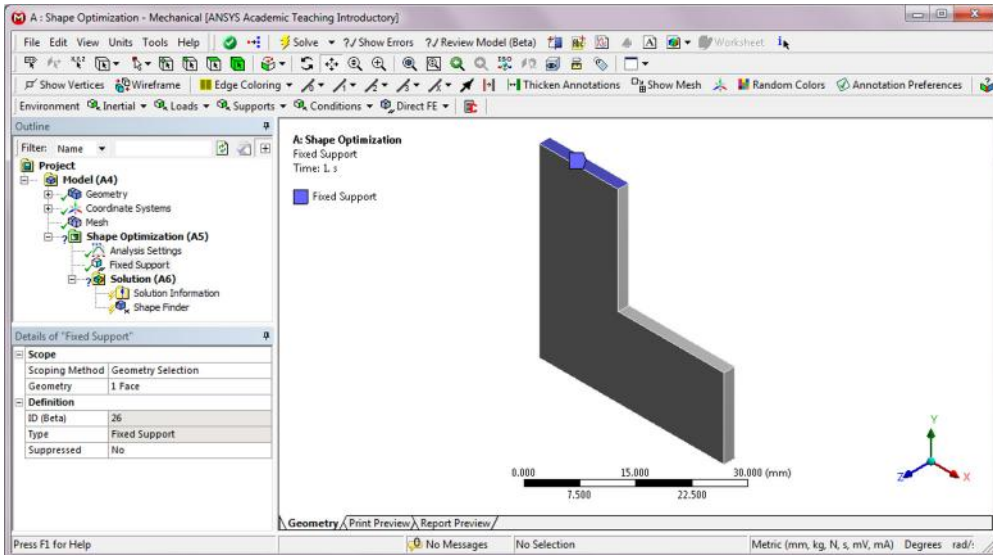 A : Shape Optimization - Mechanical [ANSYS Academic Teaching Introductory]
File Edit View Units Tools Help Solve ?/ Show Errors ?/ Review Model (Beta) A Worksheet
Show Vertices Wireframe Edge Coloring Thicken Annotations Show Mesh Random Colors Annotation Preferences
Environment Inertial Loads Supports Conditions Direct FE
Outline
Filter: Name
Project
Model (A4)
Geometry
Coordinate Systems
Mesh
Shape Optimization (A5)
Analysis Settings
Fixed Support
Solution (A6)
Solution Information
Shape Finder
Details of "Fixed Support"
Scope
Scoping Method Geometry Selection
Geometry 1 Face
Definition
ID (Beta) 26
Type Fixed Support
Suppressed No
A: Shape Optimization
Fixed Support
Time: 1. s
Fixed Support
0.000 15.000 30.000 (mm)
7.500 22.500
Y
Z X
Geometry Print Preview Report Preview
Press F1 for Help 0 No Messages No Selection Metric (mm, kg, N, s, mV, mA) Degrees rad/s